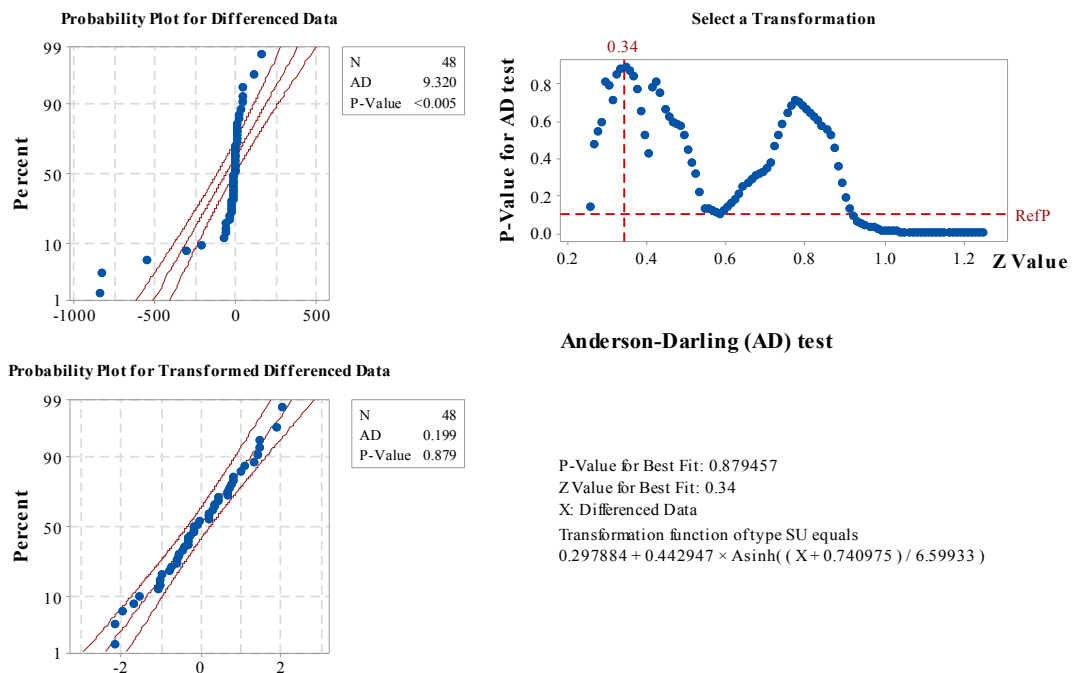 Probability Plot for Differenced Data
99
90
50
10
1
Percent
-1000 -500 0 500
N 48
AD 9.320
P-Value <0.005
Select a Transformation
0.34
P-Value for AD test
0.8
0.6
0.4
0.2
0.0
RefP
0.2 0.4 0.6 0.8 1.0 1.2
Z Value
Anderson-Darling (AD) test
Probability Plot for Transformed Differenced Data
99
90
50
10
1
Percent
-2 0 2
N 48
AD 0.199
P-Value 0.879
P-Value for Best Fit: 0.879457
Z Value for Best Fit: 0.34
X: Differenced Data
Transformation function of type SU equals
0.297884 + 0.442947 × Asinh( ( X + 0.740975 ) / 6.59933 )